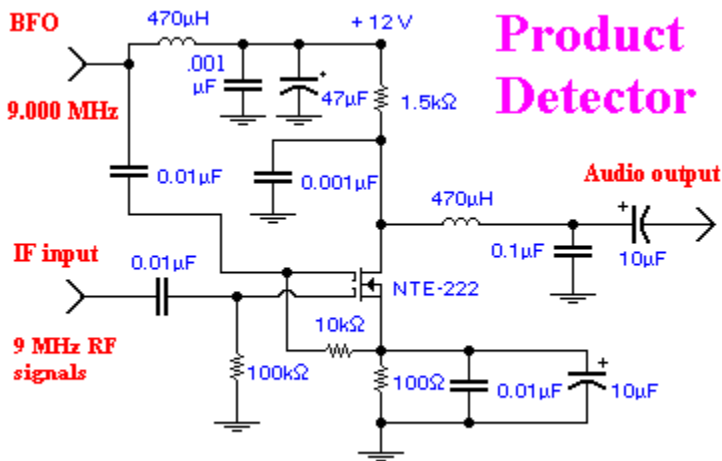 BFO
470μH
+12V
Product
Detector
.001
μF
47μF
+
1.5kΩ
9.000 MHz
0.01μF
0.001μF
470μH
Audio output
+
0.1μF
10μF
IF input
0.01μF
NTE-222
9 MHz RF
signals
10kΩ
100kΩ
100Ω
0.01μF
+
10μF